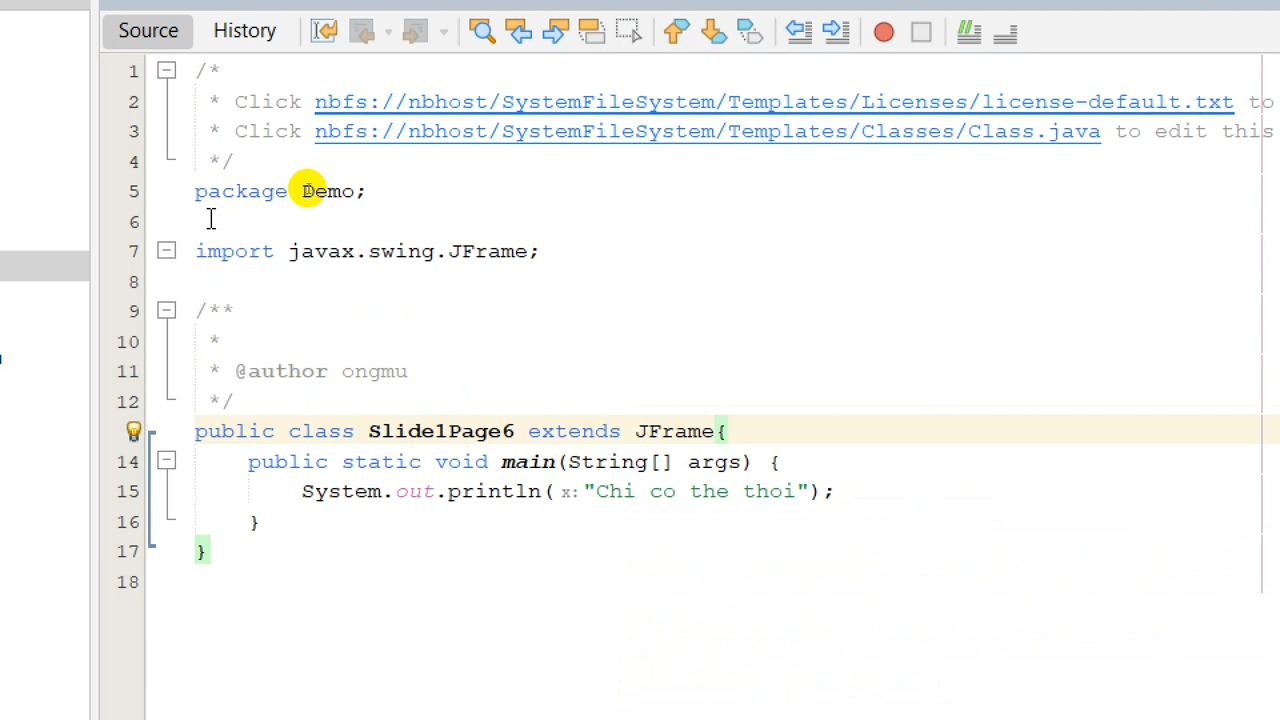 Source History
1 /*
2 * Click nbfs://nbhost/SystemFileSystem/Templates/Licenses/license-default.txt to
3 * Click nbfs://nbhost/SystemFileSystem/Templates/Classes/Class.java to edit this
4 */
5 package Demo;
6
7 import javax.swing.JFrame;
8
9 /**
10 *
11 * @author ongmu
12 */
public class Slide1Page6 extends JFrame{
14 public static void main(String[] args) {
15 System.out.println(x:"Chi co the thoi");
16 }
17 }
18